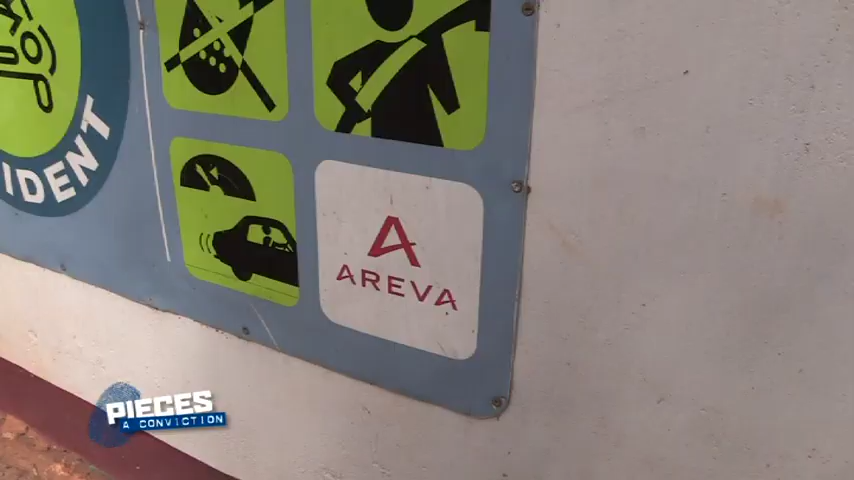 IDENT
A
AREVA
PIECES
A CONVICTION